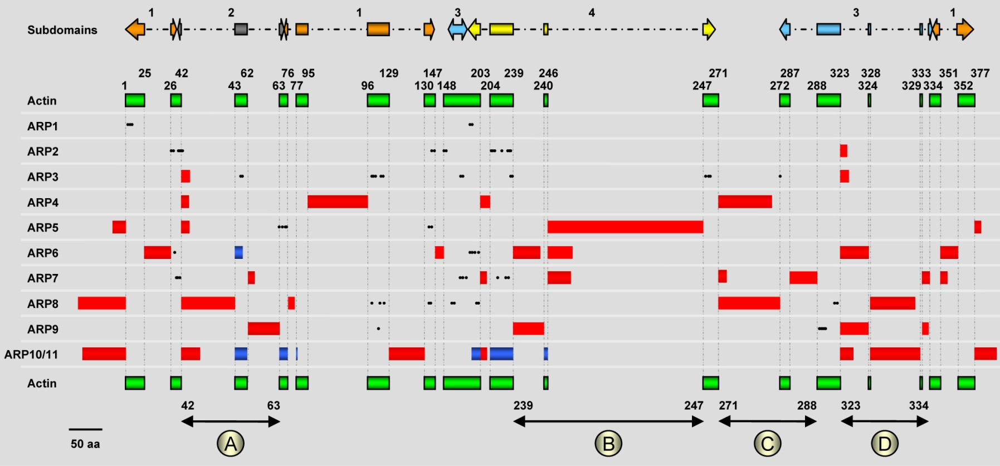 1 2 1 3 4 3 1
Subdomains
25 42 62 76 95 129 147 203 239 246 271 287 323 328 333 351 377
1 26 43 63 77 96 130 148 204 240 247 272 288 324 329 334 352
Actin
ARP1
ARP2
ARP3
ARP4
ARP5
ARP6
ARP7
ARP8
ARP9
ARP10/11
Actin
42 63 239 247 271 288 323 334
50 aa A B C D